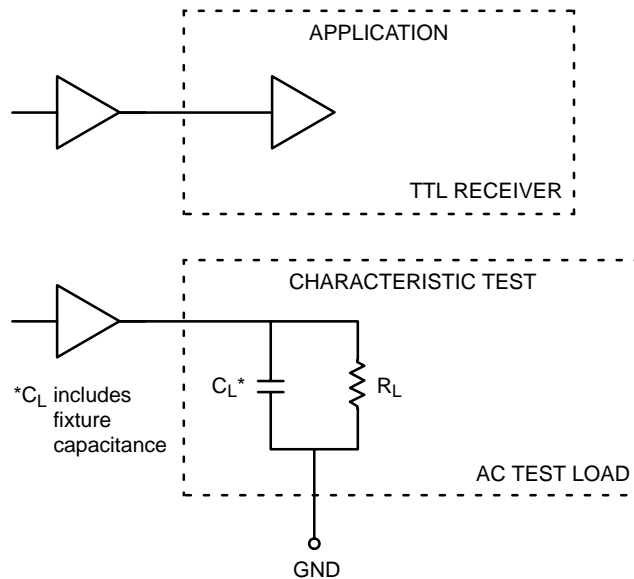 APPLICATION
TTL RECEIVER
CHARACTERISTIC TEST
*CL includes
fixture
capacitance
CL*
RL
AC TEST LOAD
GND